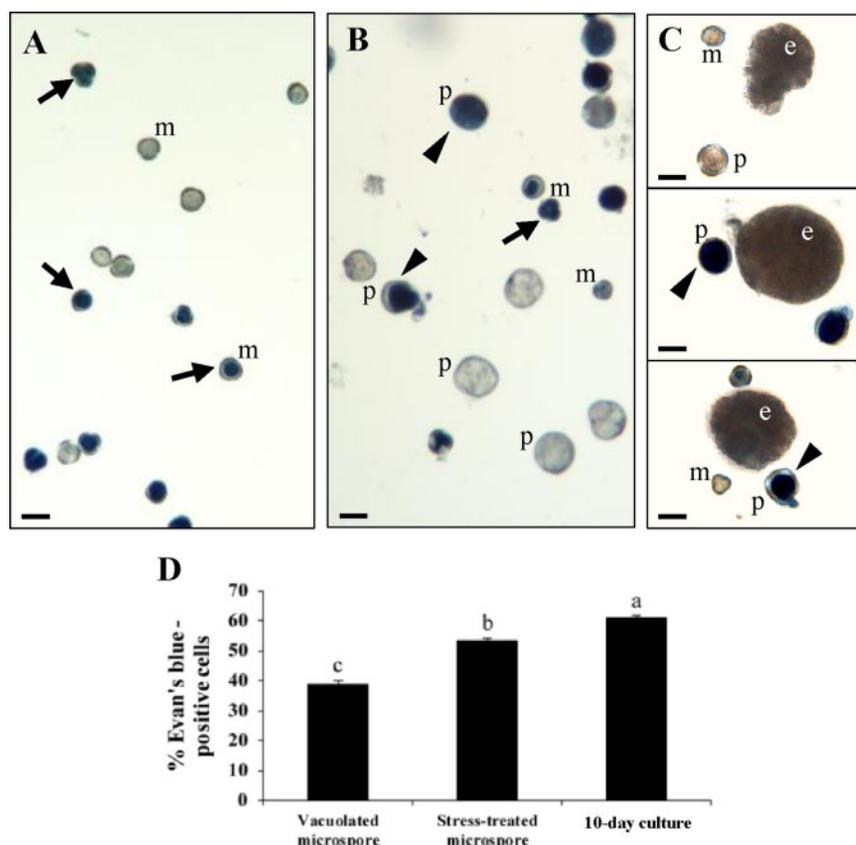 A
m
m
B
p
m
p
m
p
p
C
m
e
p
p
e
e
m
p
D
% Evan's blue-
positive cells
70
60
50
40
30
20
10
0
c
b
a
Vacuolated
microspore
Stress-treated
microspore
10-day culture